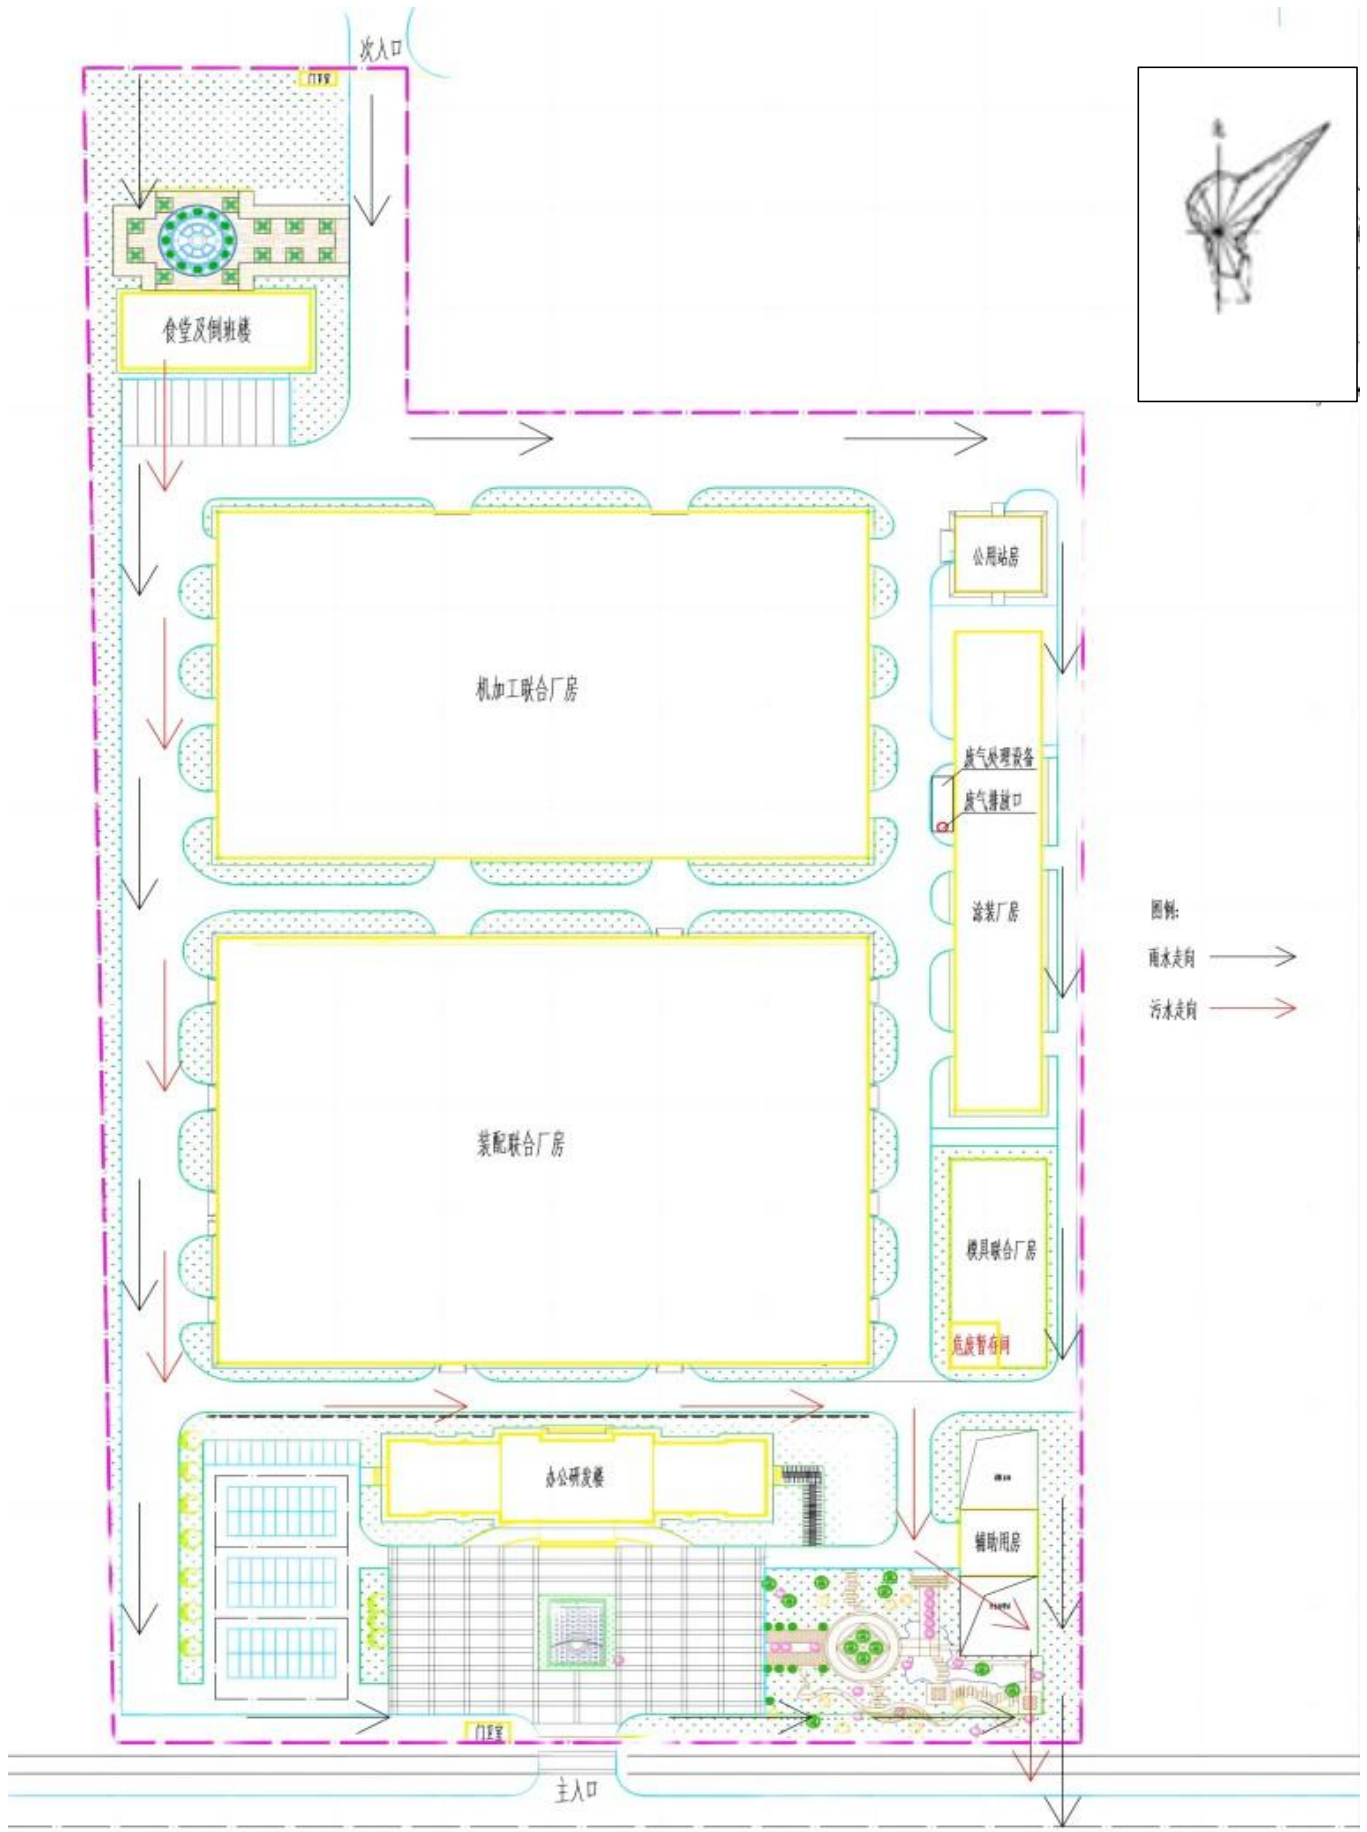 次入口
门卫室
北
食堂及倒班楼
公用站房
机加工联合厂房
废气处理设备
废气排放口
涂装厂房
图例:
雨水走向
污水走向
装配联合厂房
模具联合厂房
危废暂存间
办公研发楼
辅助用房
门卫室
主入口